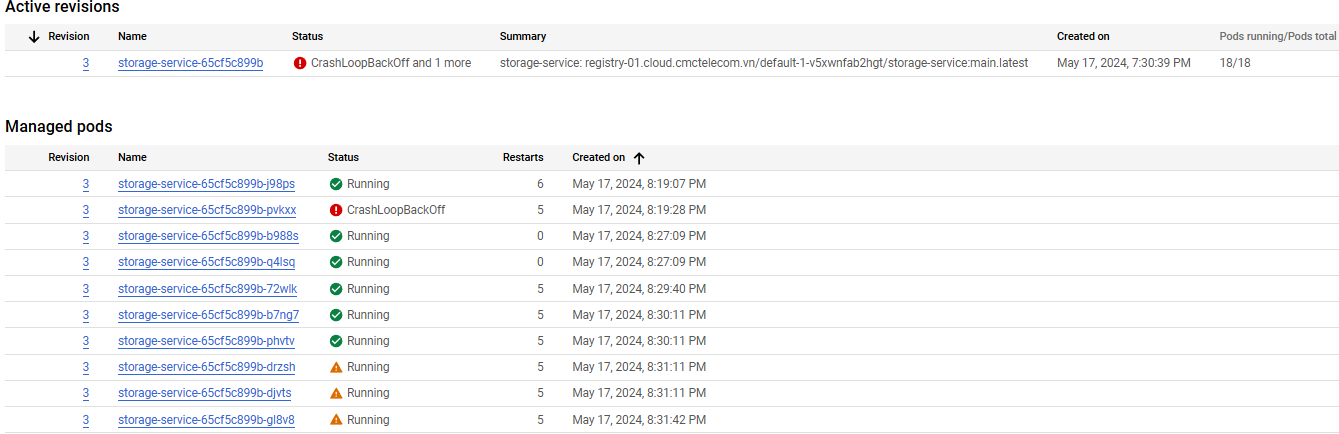 Active revisions
Revision Name Status Summary Created on Pods running/Pods total
3 storage-service-65cf5c899b CrashLoopBackOff and 1 more storage-service: registry-01.cloud.cmctelecom.vn/default-1-v5xwnfab2hgt/storage-service:main.latest May 17, 2024, 7:30:39 PM 18/18
Managed pods
Revision Name Status Restarts Created on
3 storage-service-65cf5c899b-j98ps Running 6 May 17, 2024, 8:19:07 PM
3 storage-service-65cf5c899b-pvkxx CrashLoopBackOff 5 May 17, 2024, 8:19:28 PM
3 storage-service-65cf5c899b-b988s Running 0 May 17, 2024, 8:27:09 PM
3 storage-service-65cf5c899b-q4lsq Running 0 May 17, 2024, 8:27:09 PM
3 storage-service-65cf5c899b-72wlk Running 5 May 17, 2024, 8:29:40 PM
3 storage-service-65cf5c899b-b7ng7 Running 5 May 17, 2024, 8:30:11 PM
3 storage-service-65cf5c899b-phvtv Running 5 May 17, 2024, 8:30:11 PM
3 storage-service-65cf5c899b-drzsh Running 5 May 17, 2024, 8:31:11 PM
3 storage-service-65cf5c899b-djvts Running 5 May 17, 2024, 8:31:11 PM
3 storage-service-65cf5c899b-gl8v8 Running 5 May 17, 2024, 8:31:42 PM